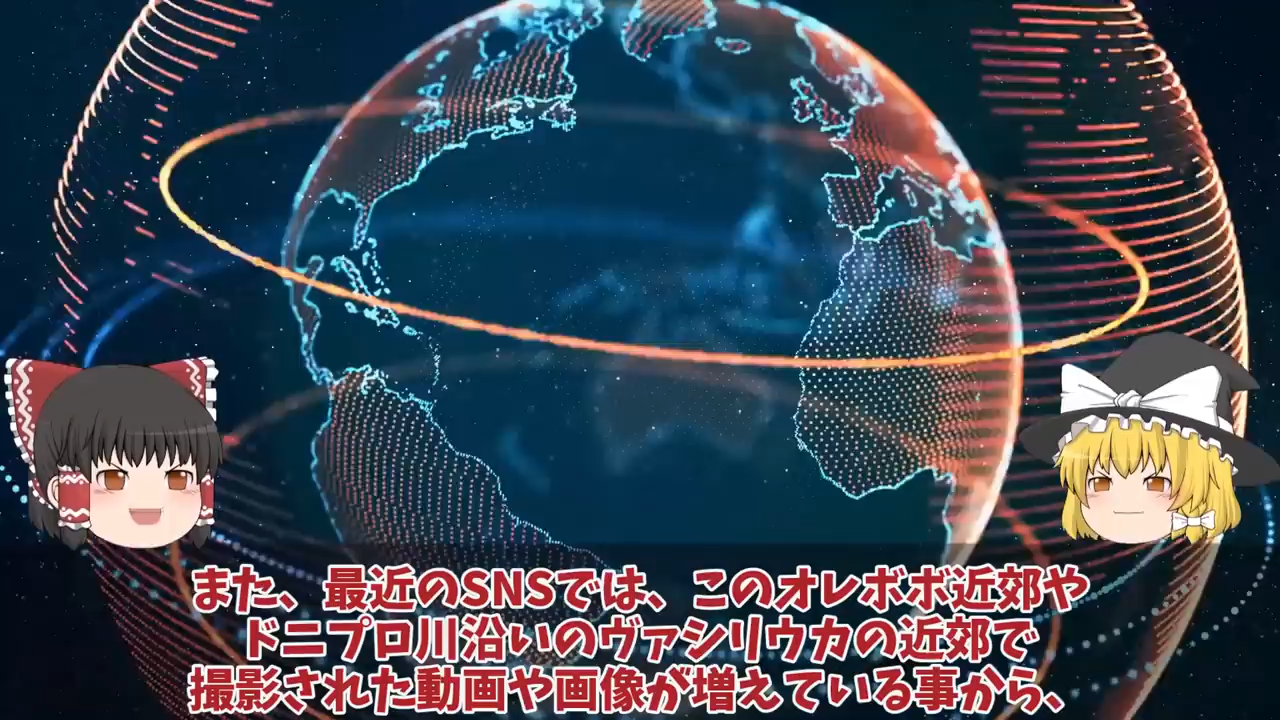 また、最近のSNSでは、このオレボボ近郊や
ドニプロ川沿いのヴァシリウカの近郊で
撮影された動画や画像が増えている事から、